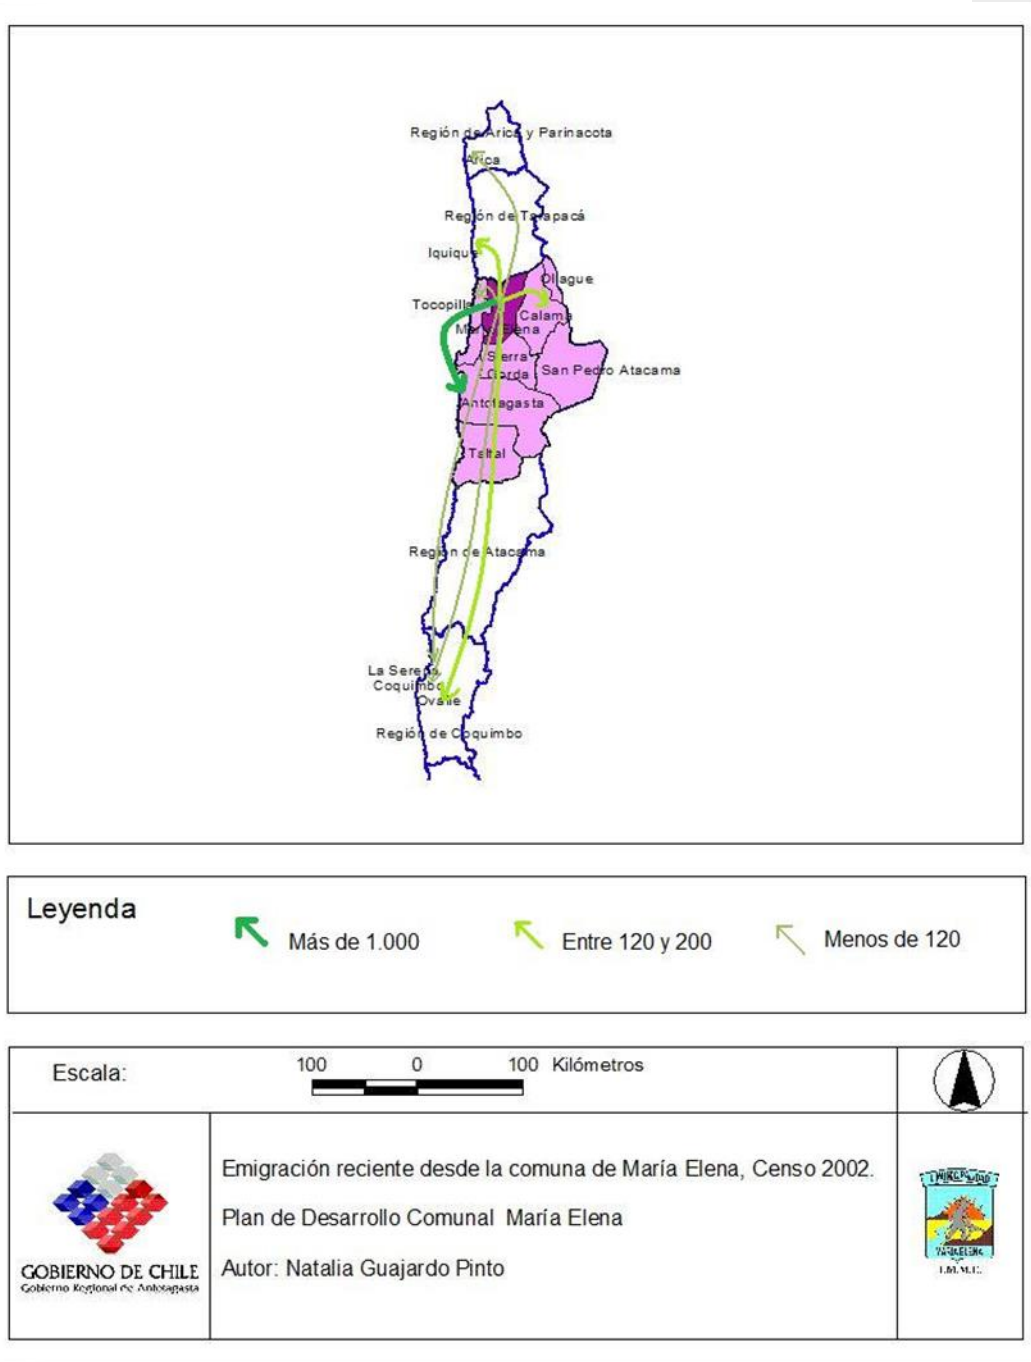 Región de Arica y Parinacota
Arica
Región de Tarapacá
Iquique
Ollague
Tocopilla
Calama
María Elena
Sierra
Gorda
San Pedro Atacama
Antofagasta
Taltal
Región de Atacama
La Serena
Coquimbo
Ovalle
Región de Coquimbo
Leyenda
Más de 1.000
Entre 120 y 200
Menos de 120
Escala:
100 0 100 Kilómetros
Emigración reciente desde la comuna de María Elena, Censo 2002.
Plan de Desarrollo Comunal María Elena
Autor: Natalia Guajardo Pinto
GOBIERNO DE CHILE
Gobierno Regional de Antofagasta
MARIA ELENA